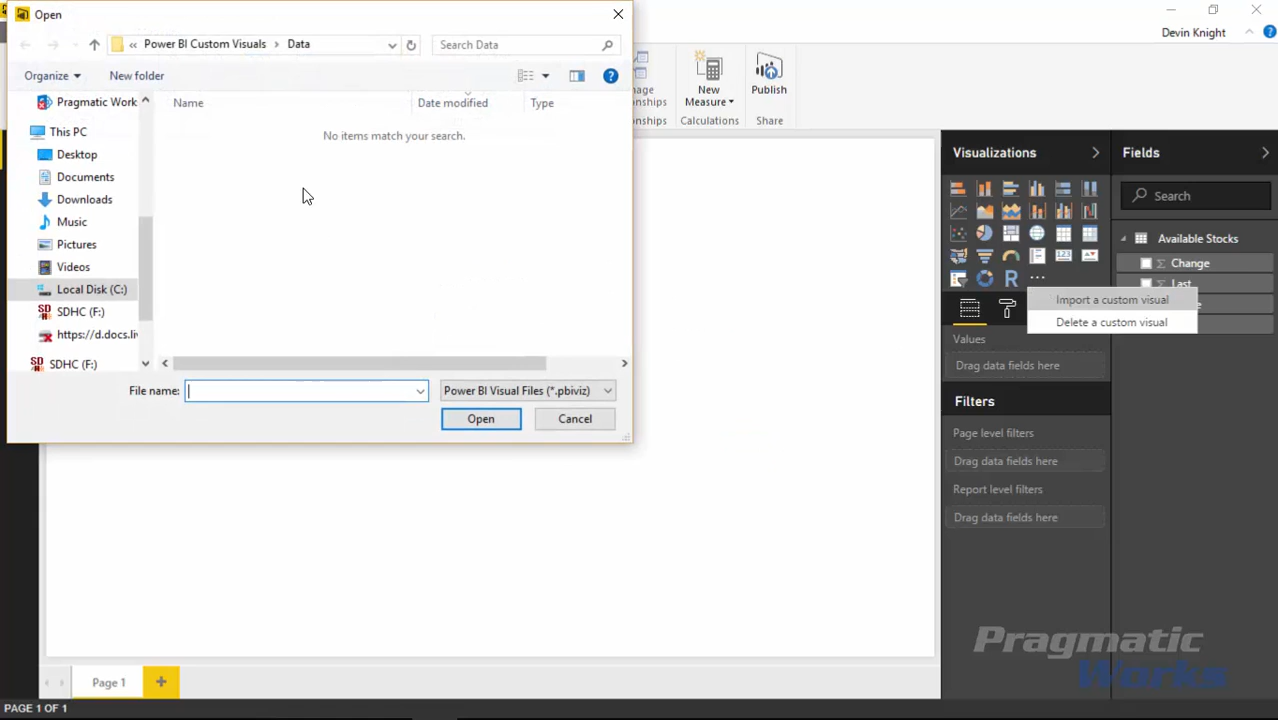 Open
« Power BI Custom Visuals > Data
Search Data
Organize
New folder
Pragmatic Work
This PC
Desktop
Documents
Downloads
Music
Pictures
Videos
Local Disk (C:)
SDHC (F:)
https://d.docs.liv
SDHC (F:)
Name
Date modified
Type
No items match your search.
File name:
Power BI Visual Files (*.pbiviz)
Open
Cancel
Devin Knight
New
Measure
Publish
Calculations
Share
Visualizations
Import a custom visual
Delete a custom visual
Values
Drag data fields here
Filters
Page level filters
Drag data fields here
Report level filters
Drag data fields here
Fields
Search
Available Stocks
Change
Last
Page 1
PAGE 1 OF 1
Pragmatic
Works